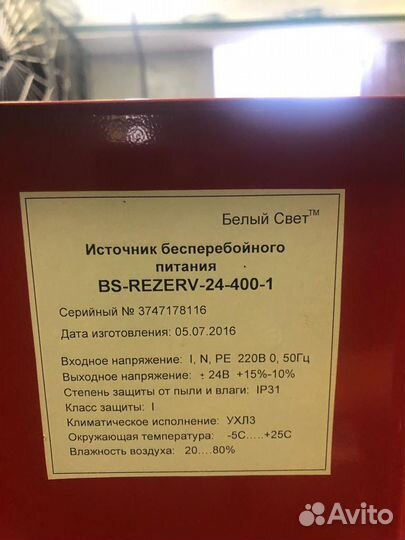 Белый Свет™
Источник бесперебойного
питания
BS-REZERV-24-400-1
Серийный № 3747178116
Дата изготовления: 05.07.2016
Входное напряжение: I, N, PE 220В 0, 50Гц
Выходное напряжение: ± 24В +15%-10%
Степень защиты от пыли и влаги: IP31
Класс защиты: I
Климатическое исполнение: УХЛ3
Окружающая температура: -5С.....+25С
Влажность воздуха: 20....80%
Avito